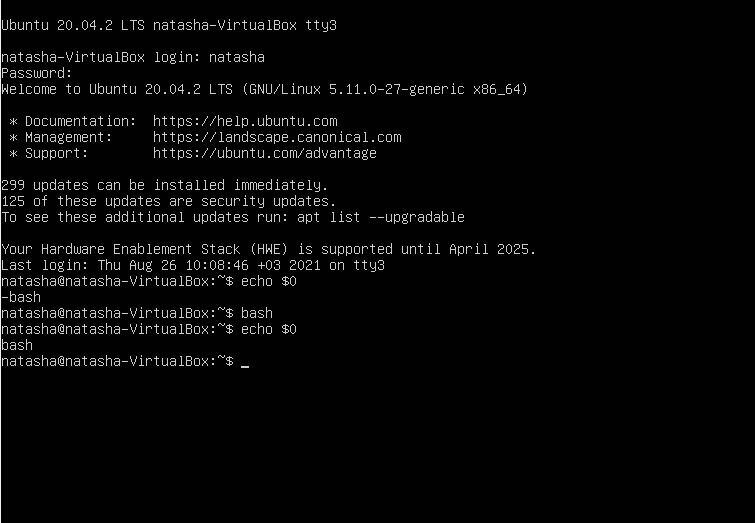 Ubuntu 20.04.2 LTS natasha-VirtualBox tty3
natasha-VirtualBox login: natasha
Password:
Welcome to Ubuntu 20.04.2 LTS (GNU/Linux 5.11.0-27-generic x86_64)
* Documentation:  https://help.ubuntu.com
* Management:     https://landscape.canonical.com
* Support:        https://ubuntu.com/advantage
299 updates can be installed immediately.
125 of these updates are security updates.
To see these additional updates run: apt list --upgradable
Your Hardware Enablement Stack (HWE) is supported until April 2025.
Last login: Thu Aug 26 10:08:46 +03 2021 on tty3
natasha@natasha-VirtualBox:~$ echo $0
-bash
natasha@natasha-VirtualBox:~$ bash
natasha@natasha-VirtualBox:~$ echo $0
bash
natasha@natasha-VirtualBox:~$ _